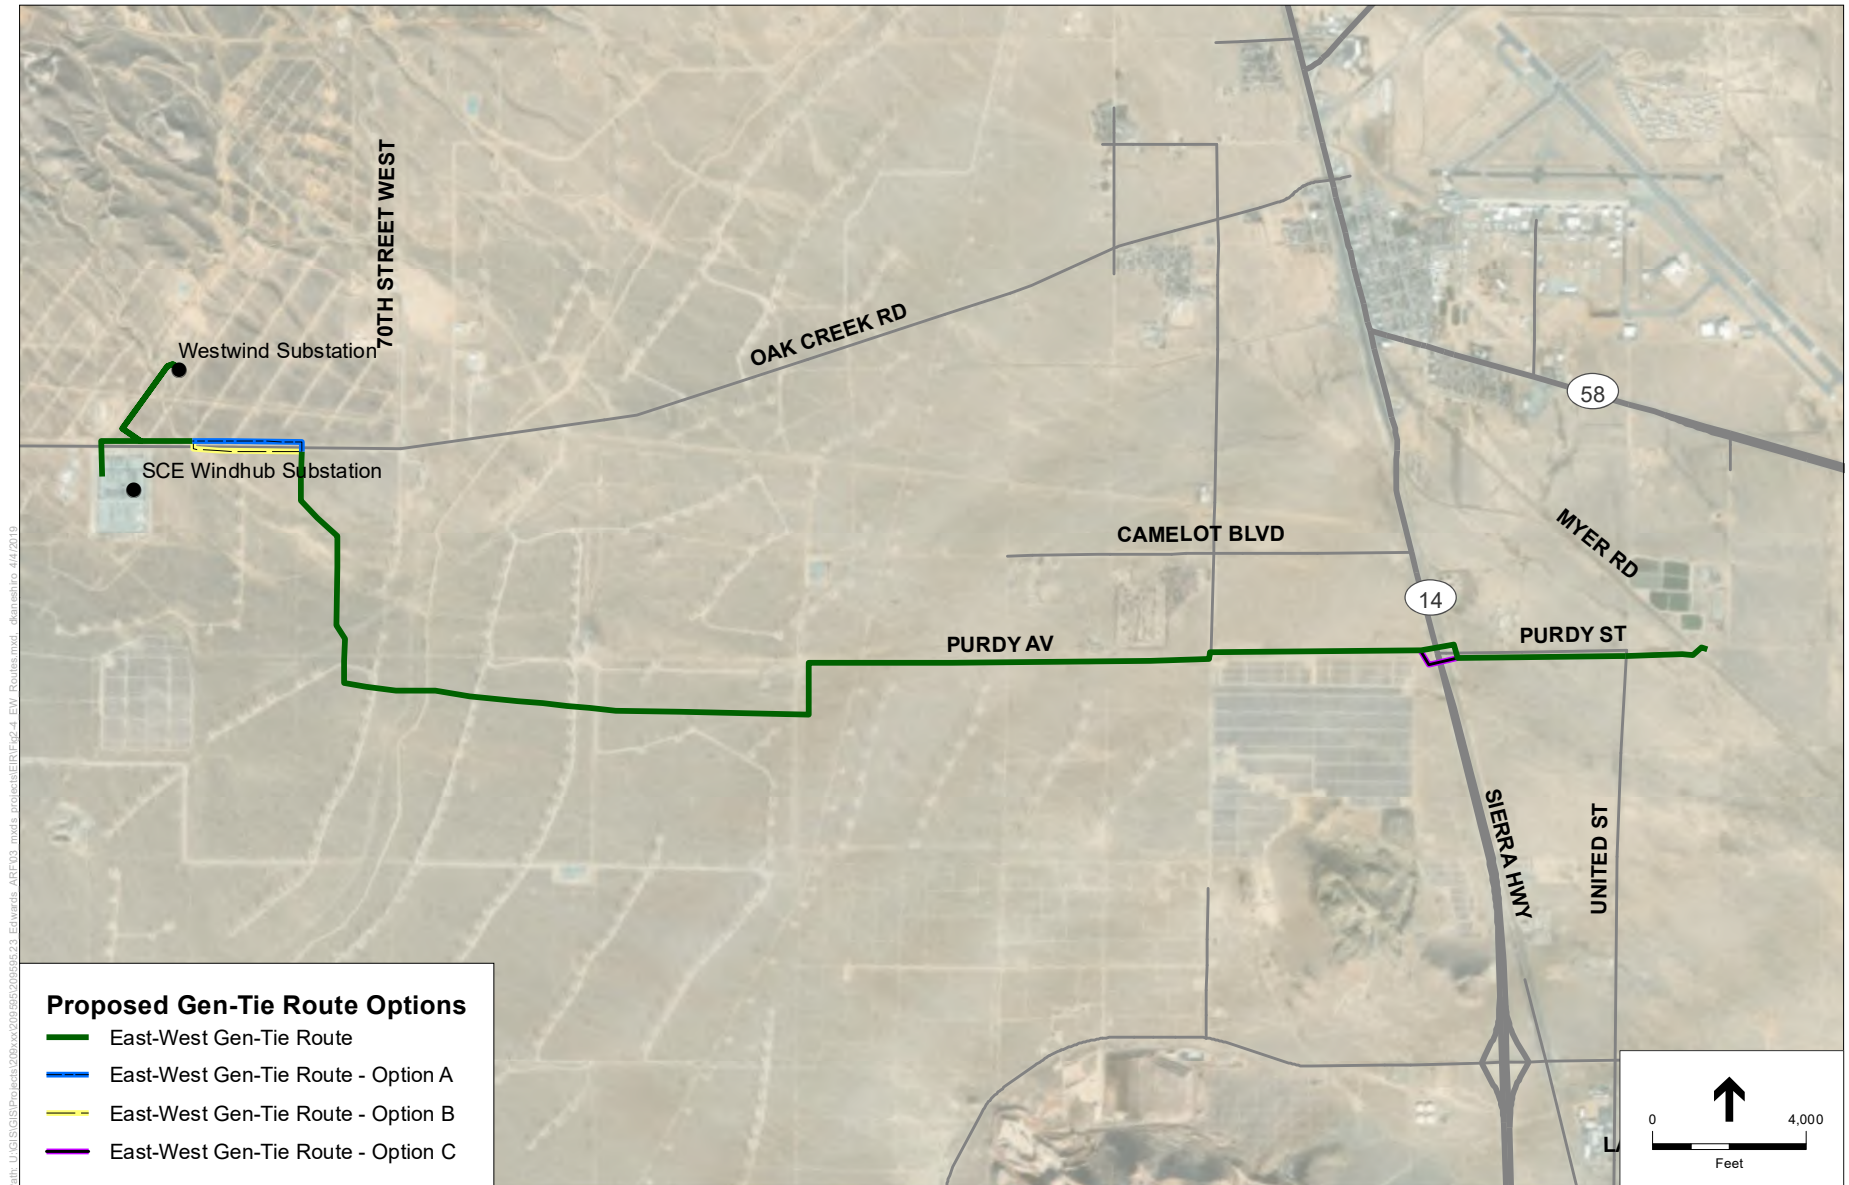 70TH STREET WEST
OAK CREEK RD
Westwind Substation
58
SCE Windhub Substation
CAMELOT BLVD
MYER RD
14
PURDY AV
PURDY ST
SIERRA HWY
UNITED ST
Proposed Gen-Tie Route Options
East-West Gen-Tie Route
East-West Gen-Tie Route - Option A
East-West Gen-Tie Route - Option B
East-West Gen-Tie Route - Option C
0 4,000
Feet